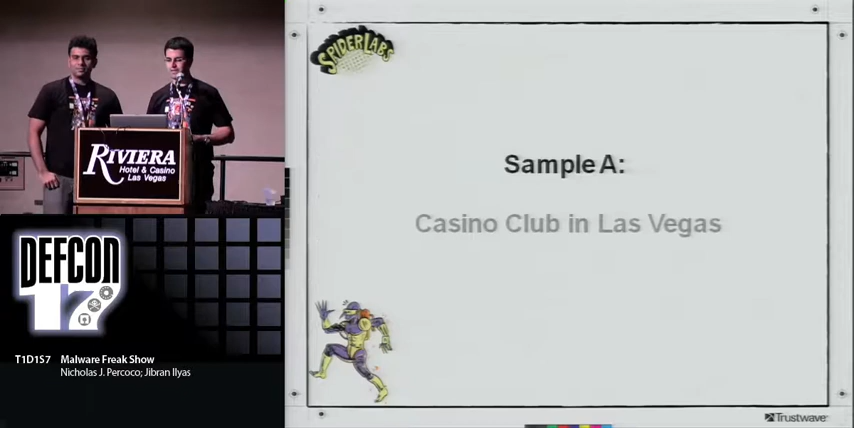 SPIDERLABS
Sample A:
Casino Club in Las Vegas
RIVIERA
Hotel & Casino
Las Vegas
DEFCON
17
T1D1S7 Malware Freak Show
Nicholas J. Percoco; Jibran Ilyas
Trustwave